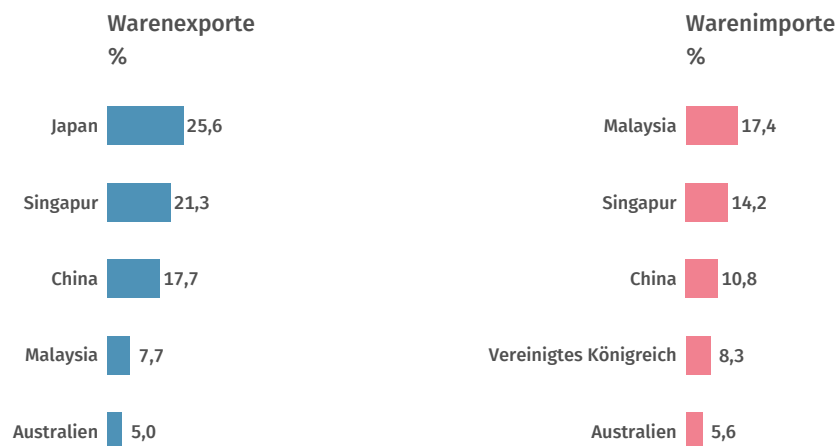 Warenexporte
%
Japan 25,6
Singapur 21,3
China 17,7
Malaysia 7,7
Australien 5,0
Warenimporte
%
Malaysia 17,4
Singapur 14,2
China 10,8
Vereinigtes Königreich 8,3
Australien 5,6